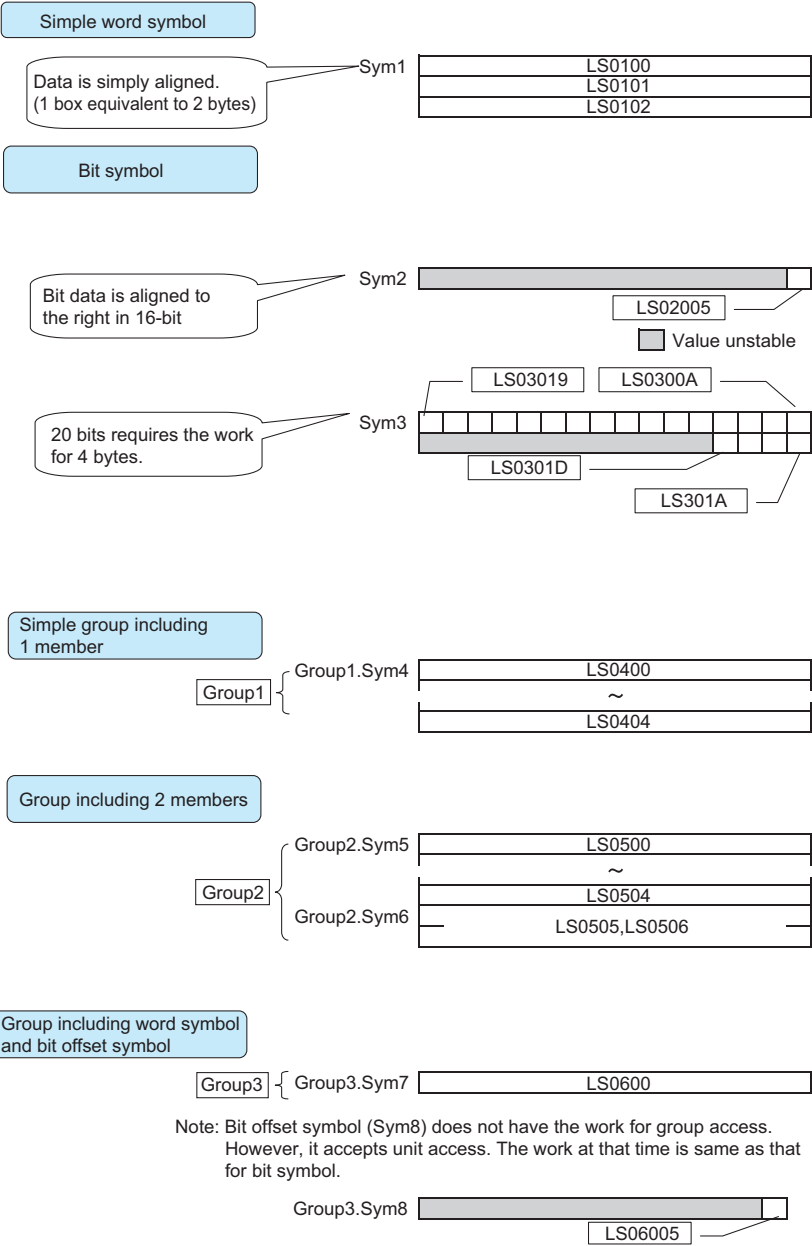 Simple word symbol
Data is simply aligned.
(1 box equivalent to 2 bytes)
Sym1
LS0100
LS0101
LS0102
Bit symbol
Bit data is aligned to
the right in 16-bit
Sym2
LS02005
Value unstable
LS03019
LS0300A
20 bits requires the work
for 4 bytes.
Sym3
LS0301D
LS301A
Simple group including
1 member
Group1
Group1.Sym4
LS0400
~
LS0404
Group including 2 members
Group2
Group2.Sym5
LS0500
~
LS0504
Group2.Sym6
LS0505,LS0506
Group including word symbol
and bit offset symbol
Group3
Group3.Sym7
LS0600
Note: Bit offset symbol (Sym8) does not have the work for group access.
However, it accepts unit access. The work at that time is same as that
for bit symbol.
Group3.Sym8
LS06005